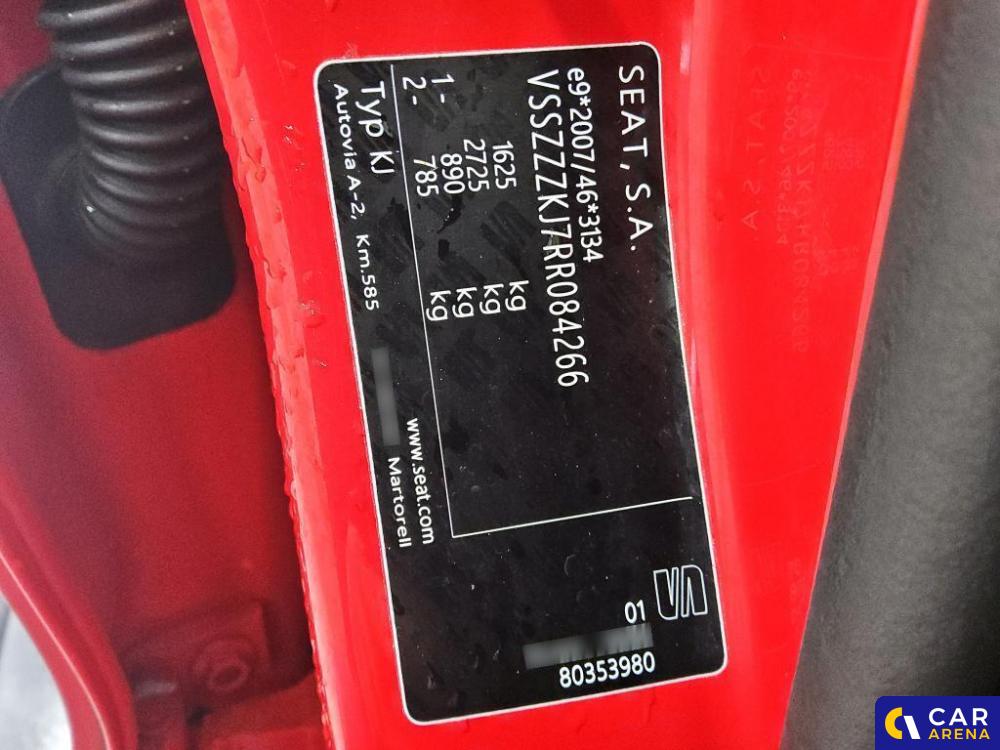 SEAT, S.A.
e9*2007/46*3134
VSSZZZKJ7RR084266
1625 kg
2725 kg
1- 890 kg
2- 785 kg
Typ KJ
www.seat.com
Autovia A-2, Km.585
Martorell
01
80353980
CAR
ARENA